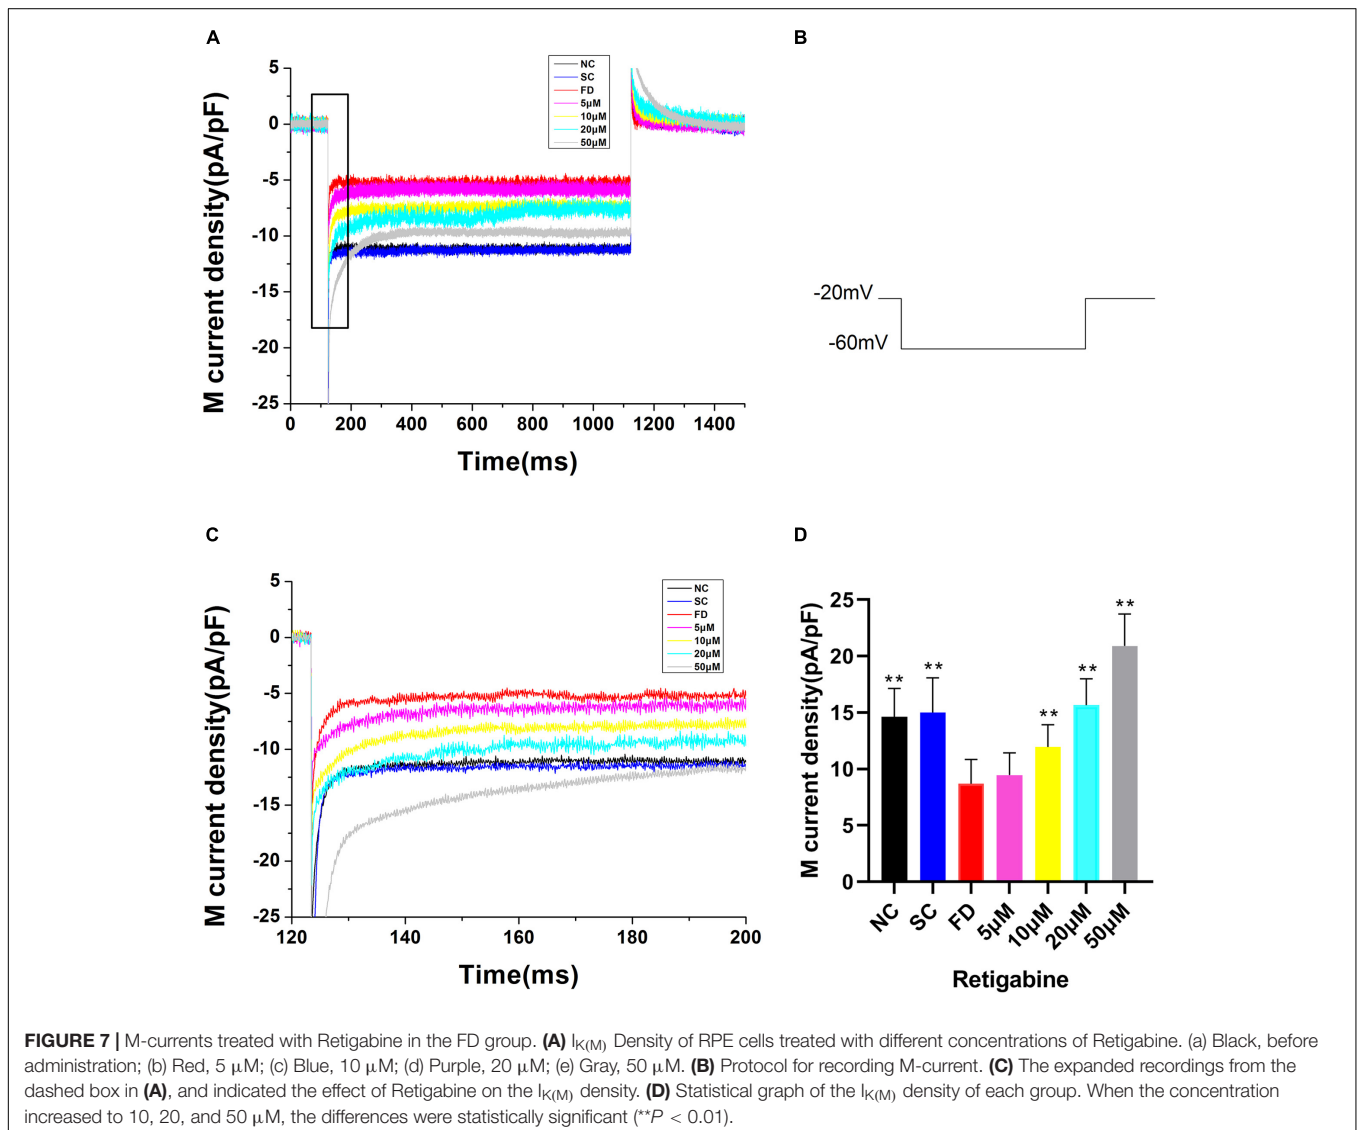 A
B
5
0
-5
-10
-15
-20
-25
M current density(pA/pF)
NC
SC
FD
5μM
10μM
20μM
50μM
0 200 400 600 800 1000 1200 1400
Time(ms)
-20mV
-60mV
C
D
5
0
-5
-10
-15
-20
-25
M current density(pA/pF)
NC
SC
FD
5μM
10μM
20μM
50μM
120 140 160 180 200
Time(ms)
25
20
15
10
5
0
M current density(pA/pF)
** ** ** ** **
NC SC FD 5μM 10μM 20μM 50μM
Retigabine
FIGURE 7 | M-currents treated with Retigabine in the FD group. (A) IK(M) Density of RPE cells treated with different concentrations of Retigabine. (a) Black, before
administration; (b) Red, 5 μM; (c) Blue, 10 μM; (d) Purple, 20 μM; (e) Gray, 50 μM. (B) Protocol for recording M-current. (C) The expanded recordings from the
dashed box in (A), and indicated the effect of Retigabine on the IK(M) density. (D) Statistical graph of the IK(M) density of each group. When the concentration
increased to 10, 20, and 50 μM, the differences were statistically significant (**P < 0.01).